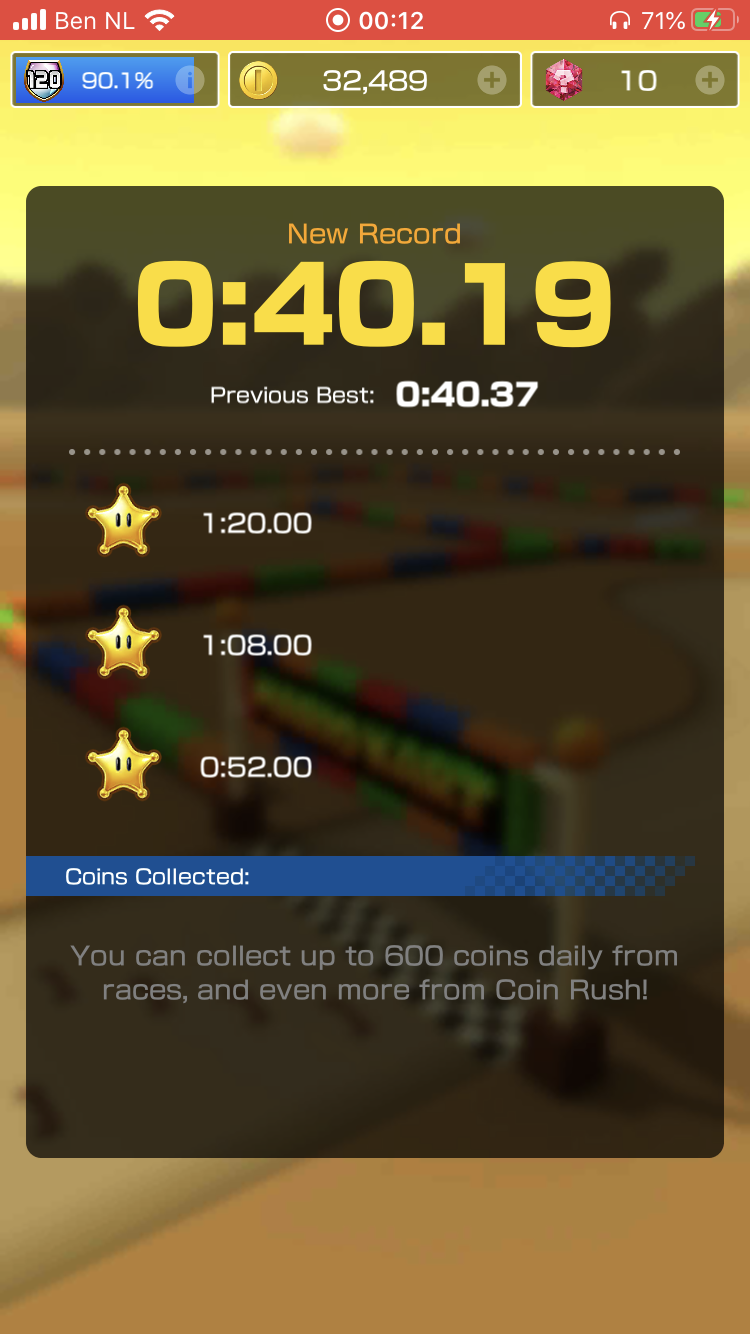 Ben NL 00:12 71%
120 90.1% i 32,489 + 10 +
New Record
0:40.19
Previous Best: 0:40.37
1:20.00
1:08.00
0:52.00
Coins Collected:
You can collect up to 600 coins daily from
races, and even more from Coin Rush!